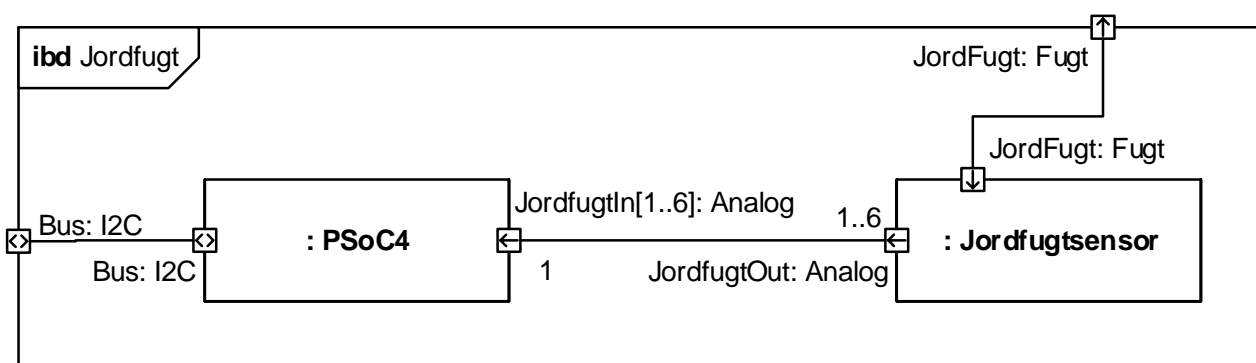 ibd Jordfugt
JordFugt: Fugt
JordFugt: Fugt
Bus: I2C
Bus: I2C
: PSoC4
JordfugtIn[1..6]: Analog
1
1..6
JordfugtOut: Analog
: Jordfugtsensor